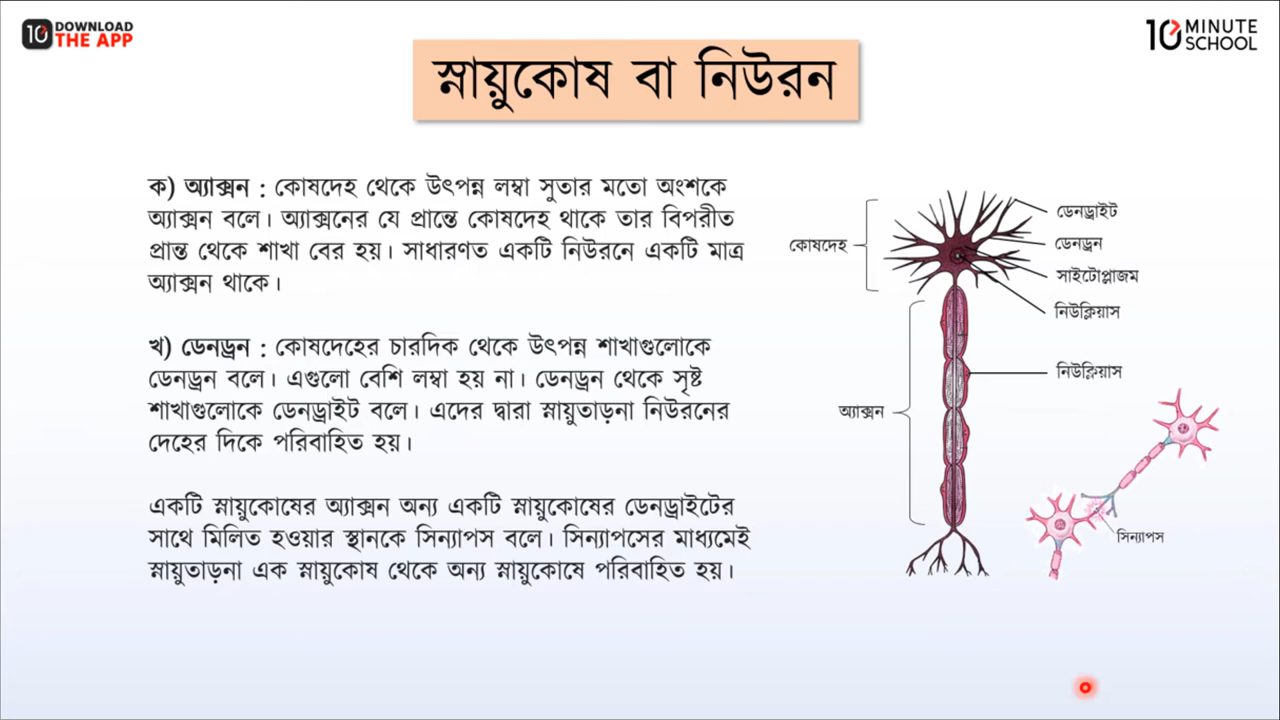 DOWNLOAD
THE APP
10 MINUTE
SCHOOL
স্নায়ুকোষ বা নিউরন
ক) অ্যাক্সন : কোষদেহ থেকে উৎপন্ন লম্বা সুতার মতো অংশকে
অ্যাক্সন বলে। অ্যাক্সনের যে প্রান্তে কোষদেহ থাকে তার বিপরীত
প্রান্ত থেকে শাখা বের হয়। সাধারণত একটি নিউরনে একটি মাত্র
অ্যাক্সন থাকে।
খ) ডেনড্রন : কোষদেহের চারদিক থেকে উৎপন্ন শাখাগুলোকে
ডেনড্রন বলে। এগুলো বেশি লম্বা হয় না। ডেনড্রন থেকে সৃষ্ট
শাখাগুলোকে ডেনড্রাইট বলে। এদের দ্বারা স্নায়ুতাড়না নিউরনের
দেহের দিকে পরিবাহিত হয়।
একটি স্নায়ুকোষের অ্যাক্সন অন্য একটি স্নায়ুকোষের ডেনড্রাইটের
সাথে মিলিত হওয়ার স্থানকে সিন্যাপস বলে। সিন্যাপসের মাধ্যমেই
স্নায়ুতাড়না এক স্নায়ুকোষ থেকে অন্য স্নায়ুকোষে পরিবাহিত হয়।
কোষদেহ
ডেনড্রাইট
ডেনড্রন
সাইটোপ্লাজম
নিউক্লিয়াস
নিউক্লিয়াস
অ্যাক্সন
সিন্যাপস